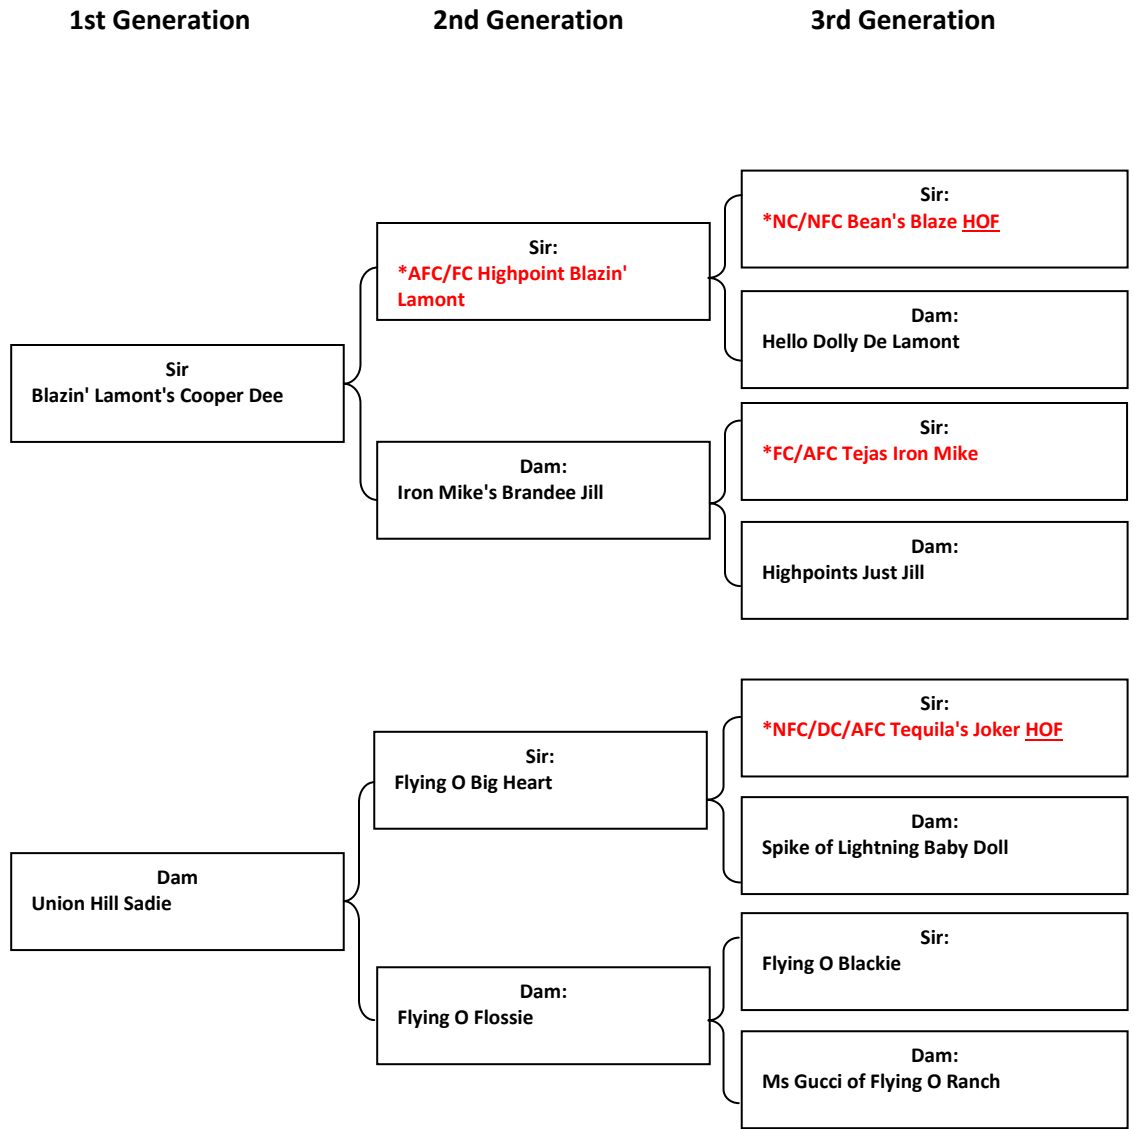 1st Generation
2nd Generation
3rd Generation
Sir
Blazin' Lamont's Cooper Dee
Sir:
*AFC/FC Highpoint Blazin'
Lamont
Sir:
*NC/NFC Bean's Blaze HOF
Dam:
Hello Dolly De Lamont
Dam:
Iron Mike's Brandee Jill
Sir:
*FC/AFC Tejas Iron Mike
Dam:
Highpoints Just Jill
Dam
Union Hill Sadie
Sir:
Flying O Big Heart
Sir:
*NFC/DC/AFC Tequila's Joker HOF
Dam:
Spike of Lightning Baby Doll
Dam:
Flying O Flossie
Sir:
Flying O Blackie
Dam:
Ms Gucci of Flying O Ranch